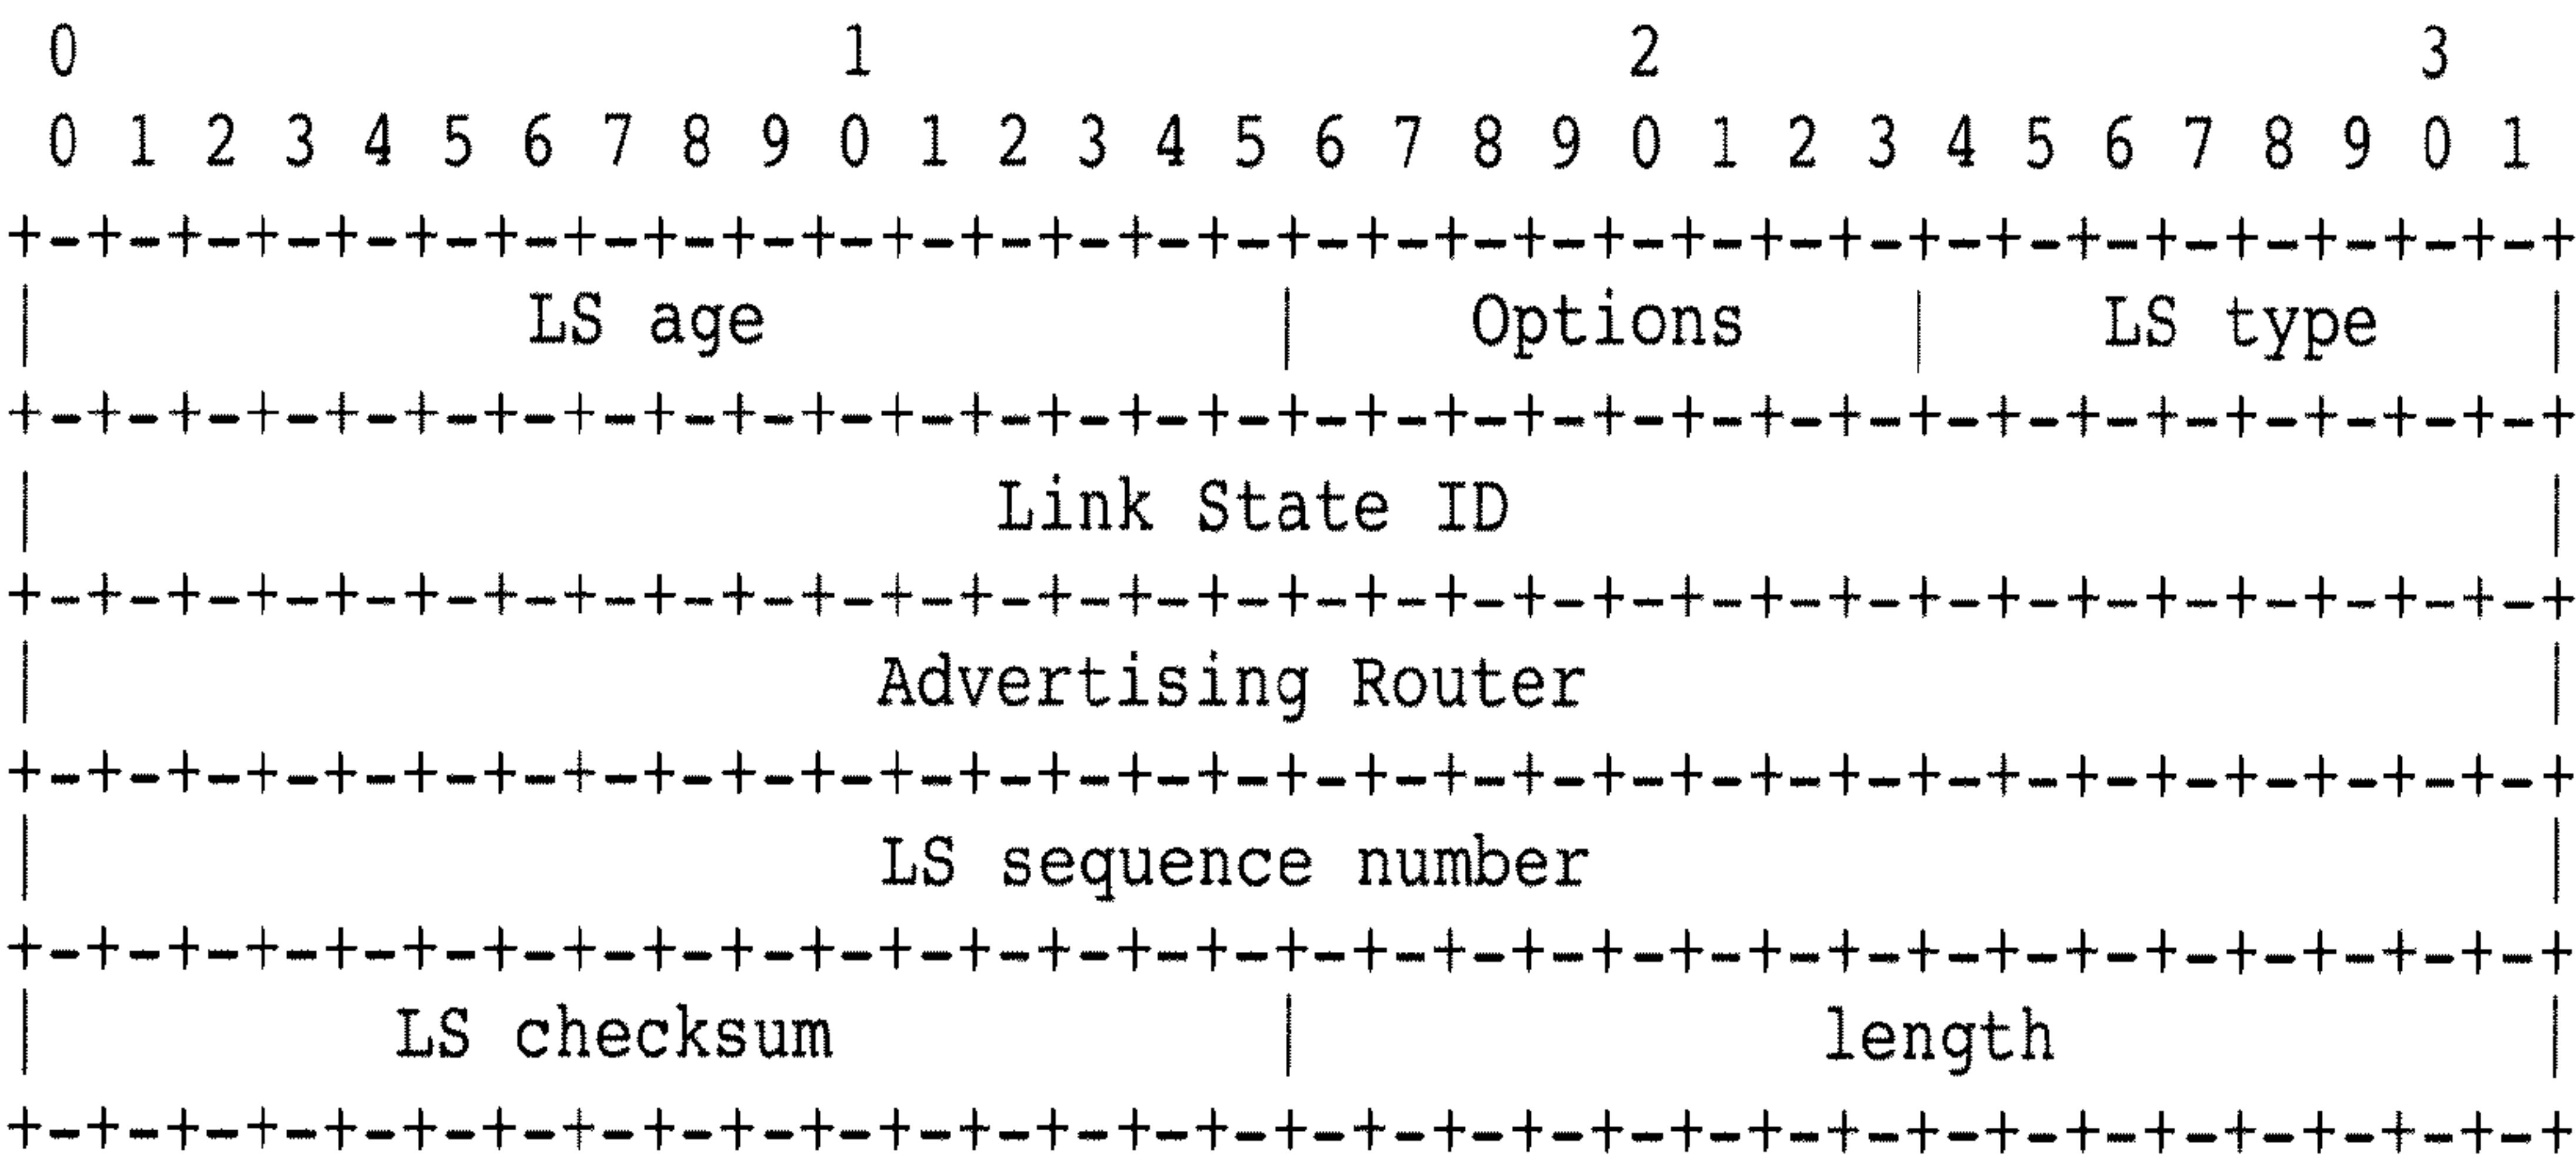 0                   1                   2                   3
0 1 2 3 4 5 6 7 8 9 0 1 2 3 4 5 6 7 8 9 0 1 2 3 4 5 6 7 8 9 0 1
+-+-+-+-+-+-+-+-+-+-+-+-+-+-+-+-+-+-+-+-+-+-+-+-+-+-+-+-+-+-+-+-+
|            LS age             |    Options    |    LS type    |
+-+-+-+-+-+-+-+-+-+-+-+-+-+-+-+-+-+-+-+-+-+-+-+-+-+-+-+-+-+-+-+-+
|                        Link State ID                          |
+-+-+-+-+-+-+-+-+-+-+-+-+-+-+-+-+-+-+-+-+-+-+-+-+-+-+-+-+-+-+-+-+
|                     Advertising Router                        |
+-+-+-+-+-+-+-+-+-+-+-+-+-+-+-+-+-+-+-+-+-+-+-+-+-+-+-+-+-+-+-+-+
|                     LS sequence number                        |
+-+-+-+-+-+-+-+-+-+-+-+-+-+-+-+-+-+-+-+-+-+-+-+-+-+-+-+-+-+-+-+-+
|         LS checksum           |             length            |
+-+-+-+-+-+-+-+-+-+-+-+-+-+-+-+-+-+-+-+-+-+-+-+-+-+-+-+-+-+-+-+-+